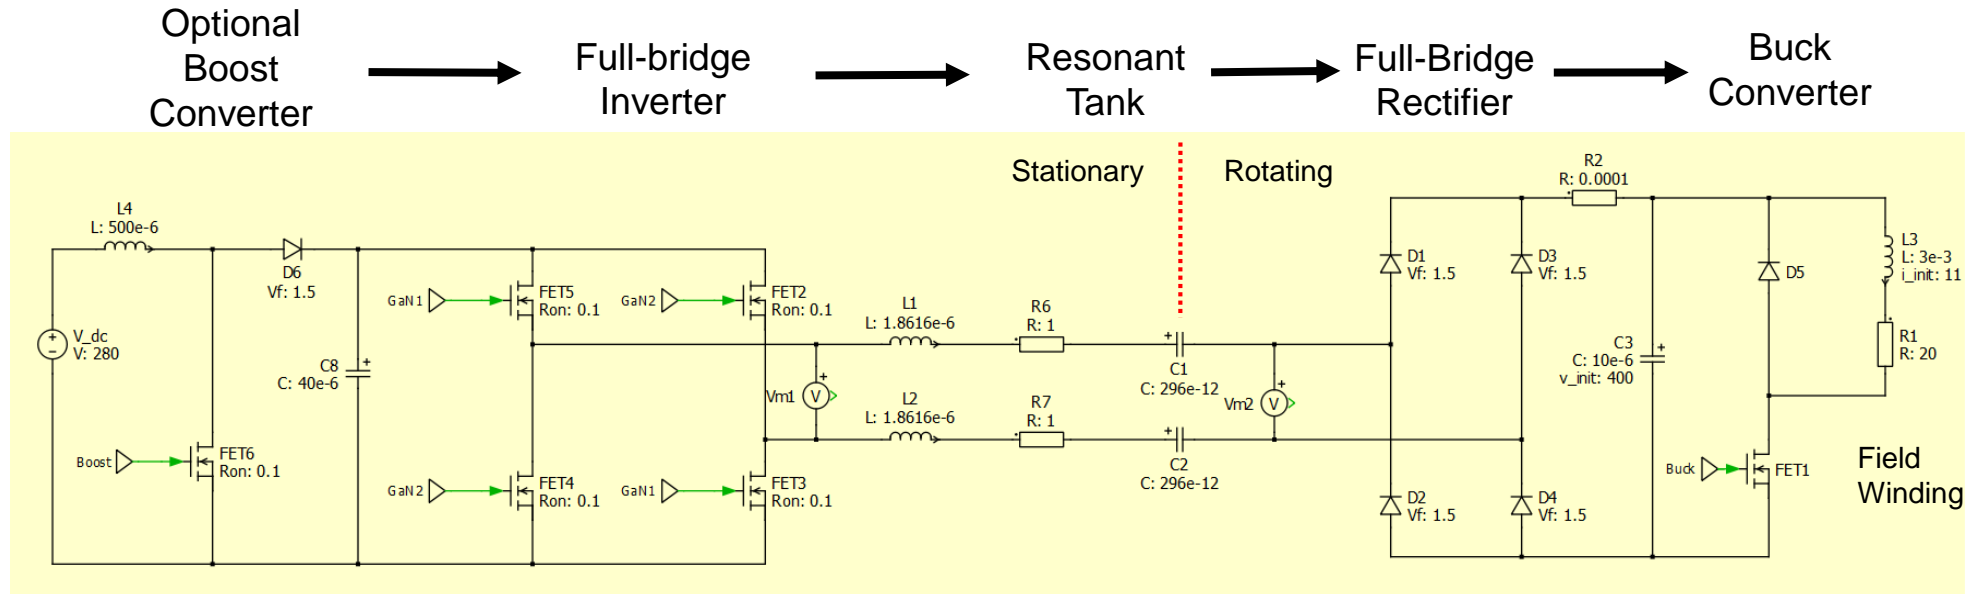 Optional
Boost
Converter
Full-bridge
Inverter
Resonant
Tank
Full-Bridge
Rectifier
Buck
Converter
Stationary
Rotating
L4
L: 500e-6
D6
Vf: 1.5
V_dc
V: 280
C8
C: 40e-6
Boost
FET6
Ron: 0.1
GaN1
FET5
Ron: 0.1
GaN2
FET2
Ron: 0.1
GaN2
FET4
Ron: 0.1
GaN1
FET3
Ron: 0.1
Vm1
V
L1
L: 1.8616e-6
L2
L: 1.8616e-6
R6
R: 1
R7
R: 1
C1
C: 296e-12
C2
C: 296e-12
Vm2
V
D1
Vf: 1.5
D3
Vf: 1.5
D2
Vf: 1.5
D4
Vf: 1.5
R2
R: 0.0001
C3
C: 10e-6
v_init: 400
D5
L3
L: 3e-3
i_init: 11
R1
R: 20
Buck
FET1
Field
Winding